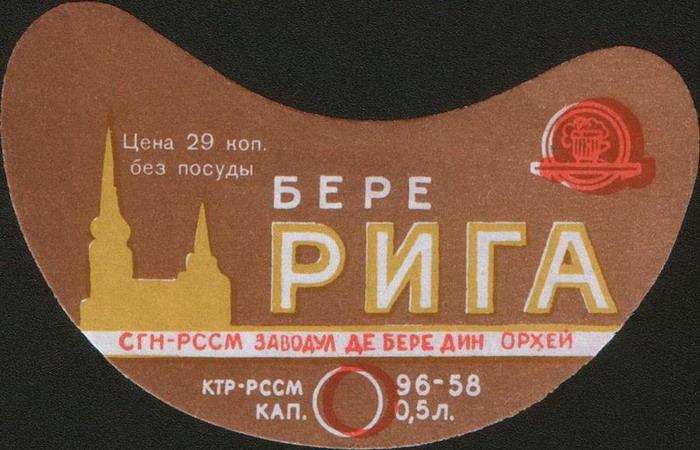 Цена 29 коп.
без посуды
БЕРЕ
РИГА
СГН-РССМ ЗАВОДУЛ ДЕ БЕРЕ ДИН ОРХЕЙ
КТР-РССМ 96-58
КАП. 0,5л.